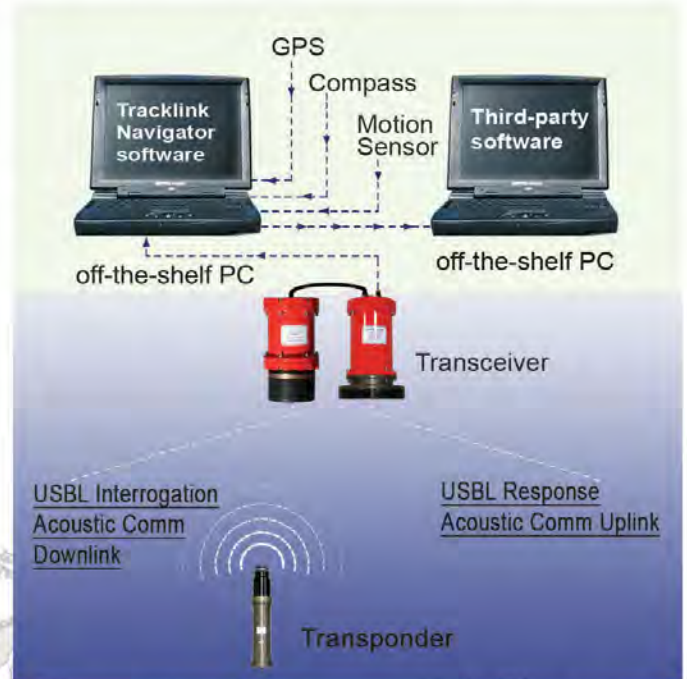 GPS
Compass
Motion
Sensor
Tracklink
Navigator
software
Third-party
software
off-the-shelf PC
off-the-shelf PC
Transceiver
USBL Interrogation
Acoustic Comm
Downlink
USBL Response
Acoustic Comm Uplink
Transponder